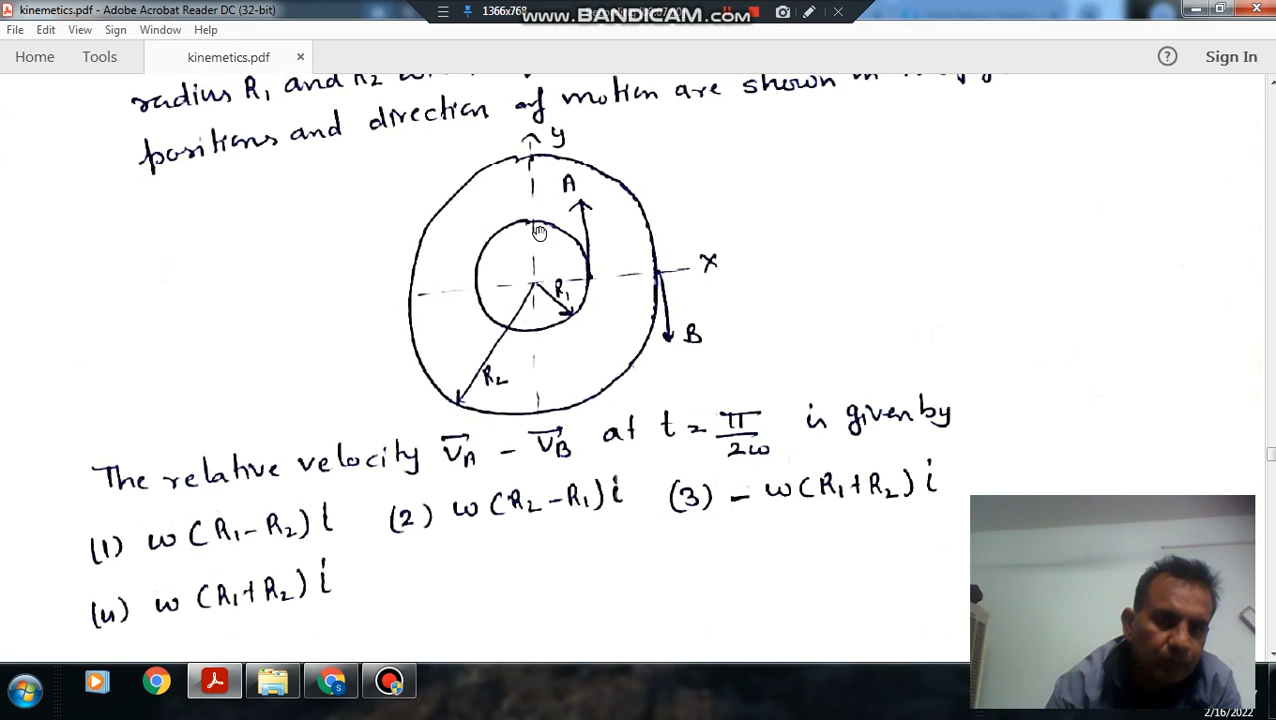 kinemetics.pdf - Adobe Acrobat Reader DC (32-bit)
1366x768
www.BANDICAM.COM
File Edit View Sign Window Help
Home Tools kinemetics.pdf × Sign In
radius R₁ and R₂
positions and direction of motion are shown in
y
A
X
R₁
B
R₂
The relative velocity V⃗A - V⃗B at t = π/2ω is given by
(1) ω(R₁-R₂) i (2) ω(R₂-R₁) i (3) - ω(R₁+R₂) i
(4) ω(R₁+R₂) i
2/16/2022